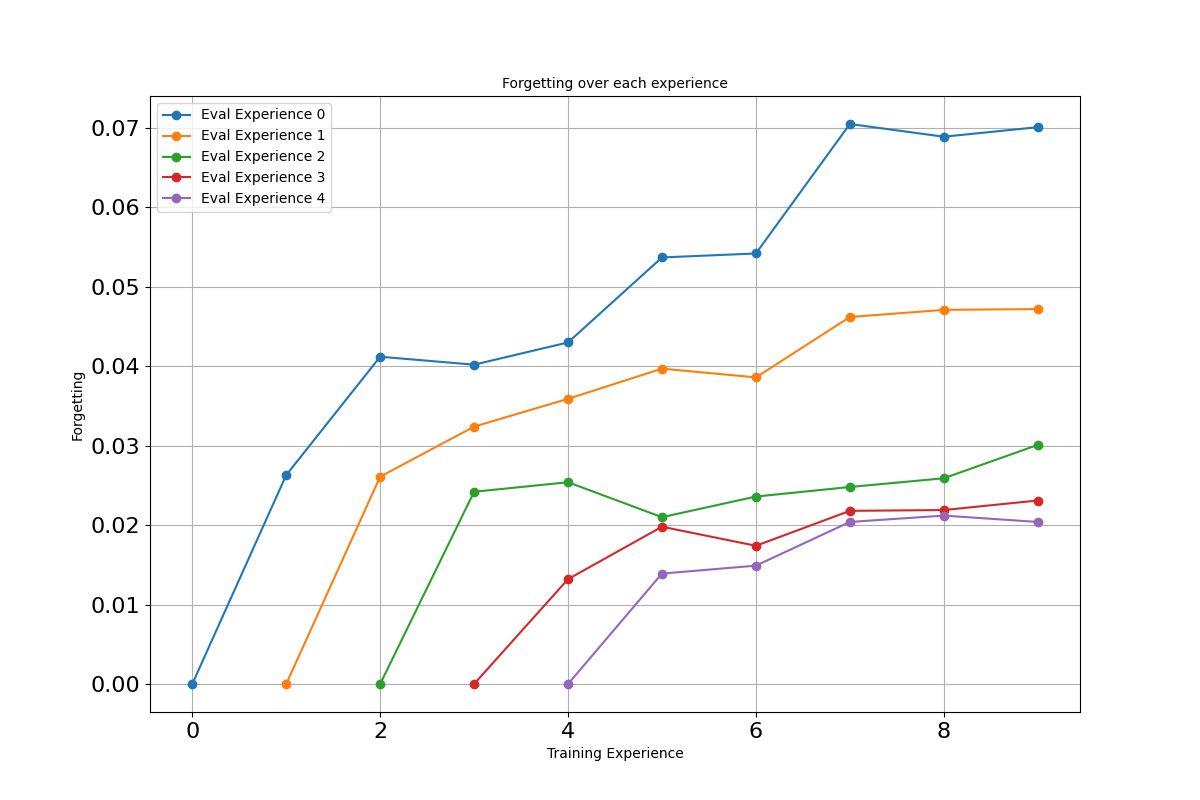 Forgetting over each experience
Eval Experience 0
Eval Experience 1
Eval Experience 2
Eval Experience 3
Eval Experience 4
0.07
0.06
0.05
0.04
0.03
0.02
0.01
0.00
Forgetting
0 2 4 6 8
Training Experience